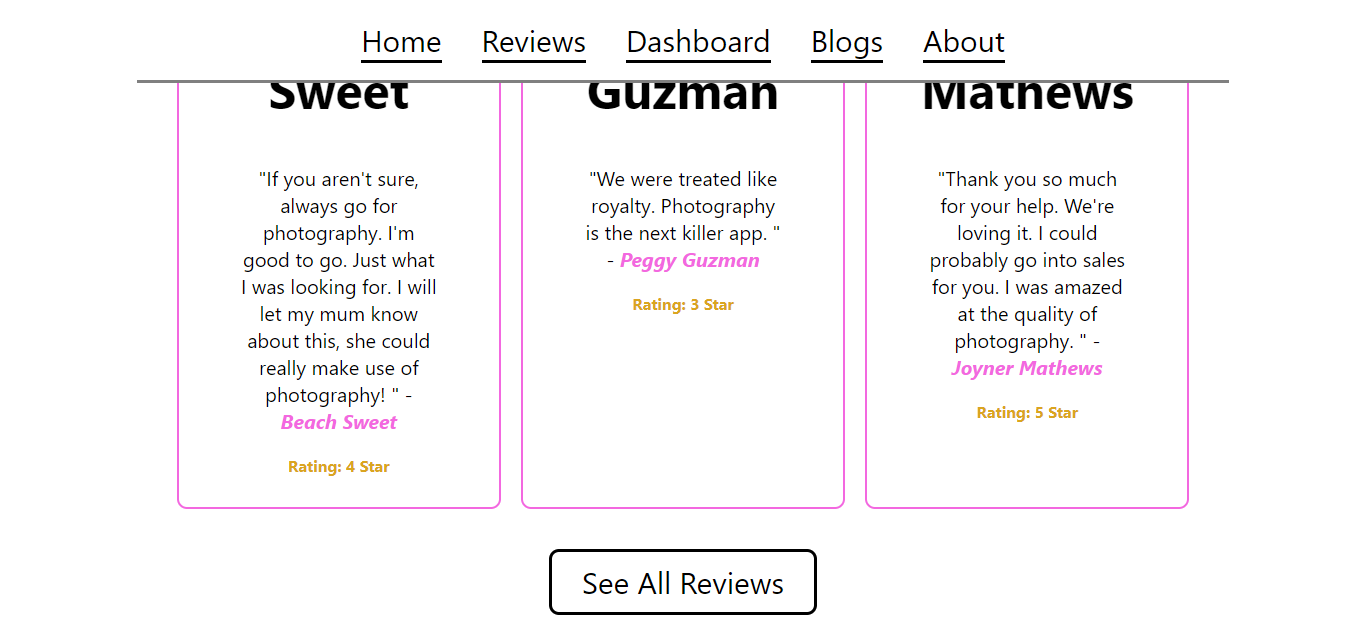 Home Reviews Dashboard Blogs About
Sweet
"If you aren't sure,
always go for
photography. I'm
good to go. Just what
I was looking for. I will
let my mum know
about this, she could
really make use of
photography! " -
Beach Sweet
Rating: 4 Star
Guzman
"We were treated like
royalty. Photography
is the next killer app. "
- Peggy Guzman
Rating: 3 Star
Mathews
"Thank you so much
for your help. We're
loving it. I could
probably go into sales
for you. I was amazed
at the quality of
photography. " -
Joyner Mathews
Rating: 5 Star
See All Reviews